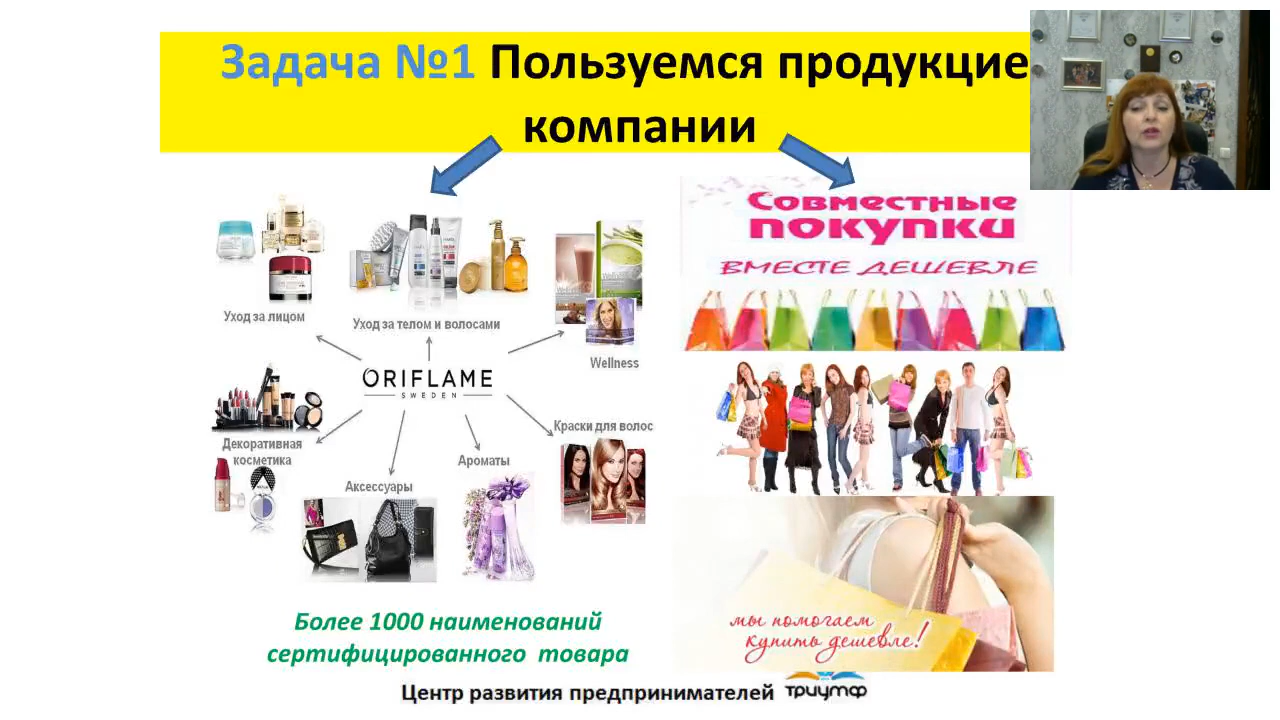 Задача №1 Пользуемся продукцие
компании
Совместные
ПОКУПКИ
ВМЕСТЕ ДЕШЕВЛЕ
Уход за лицом
Уход за телом и волосами
Wellness
ORIFLAME
SWEDEN
Декоративная
косметика
Аксессуары
Ароматы
Краски для волос
Более 1000 наименований
сертифицированного товара
мы помогаем
купить дешевле!
Центр развития предпринимателей триумф